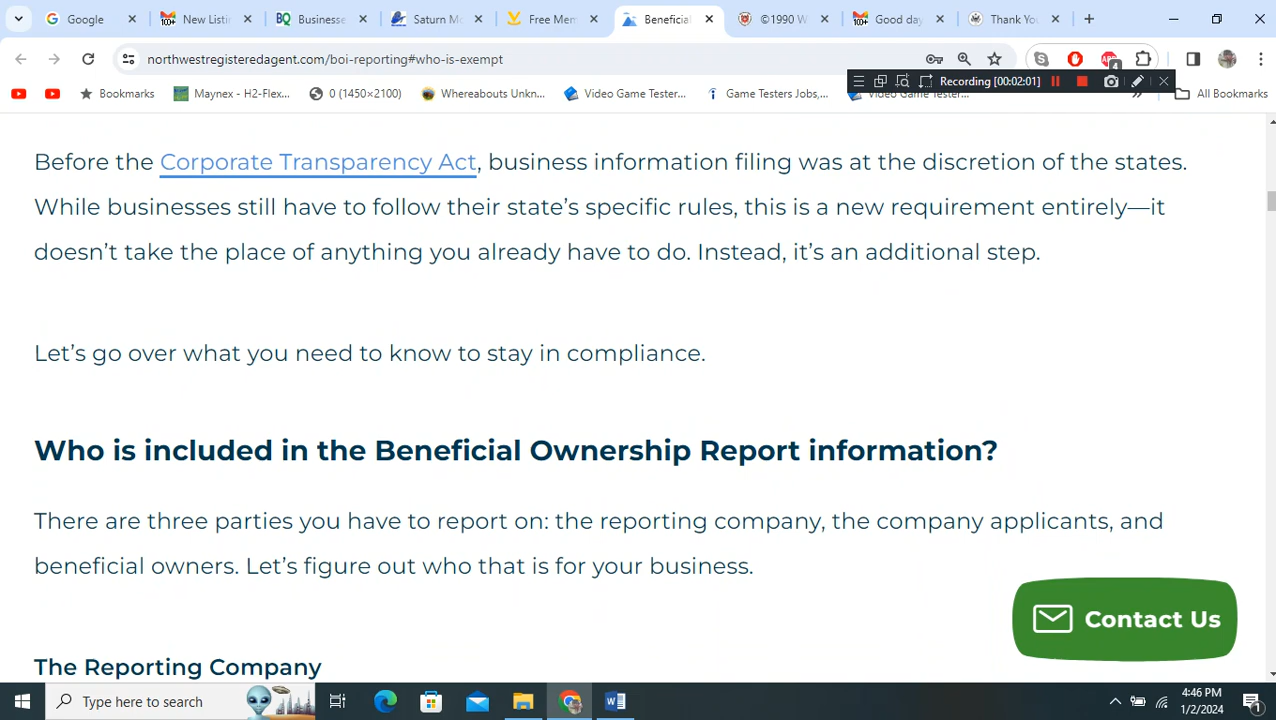 Google
New Listin
BQ Businesse
Saturn Mo
Free Mem
Beneficial
©1990 W
Good day
Thank You
northwestregisteredagent.com/boi-reporting#who-is-exempt
4
Recording [00:02:01]
Bookmarks
Maynex - H2-Flex...
0 (1450×2100)
Whereabouts Unkn...
Video Game Tester...
Game Testers Jobs,...
Video Game Tester...
»
All Bookmarks
Before the Corporate Transparency Act, business information filing was at the discretion of the states.
While businesses still have to follow their state’s specific rules, this is a new requirement entirely—it
doesn’t take the place of anything you already have to do. Instead, it’s an additional step.
Let’s go over what you need to know to stay in compliance.
Who is included in the Beneficial Ownership Report information?
There are three parties you have to report on: the reporting company, the company applicants, and
beneficial owners. Let’s figure out who that is for your business.
Contact Us
The Reporting Company
Type here to search
4:46 PM
1/2/2024
1